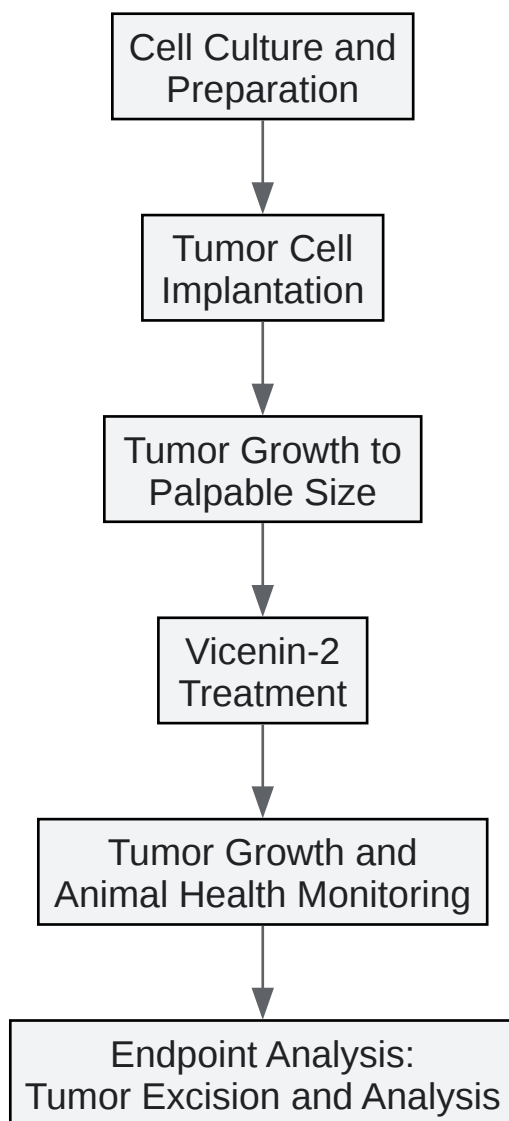 Cell Culture and
Preparation
Tumor Cell
Implantation
Tumor Growth to
Palpable Size
Vicenin-2
Treatment
Tumor Growth and
Animal Health Monitoring
Endpoint Analysis:
Tumor Excision and Analysis